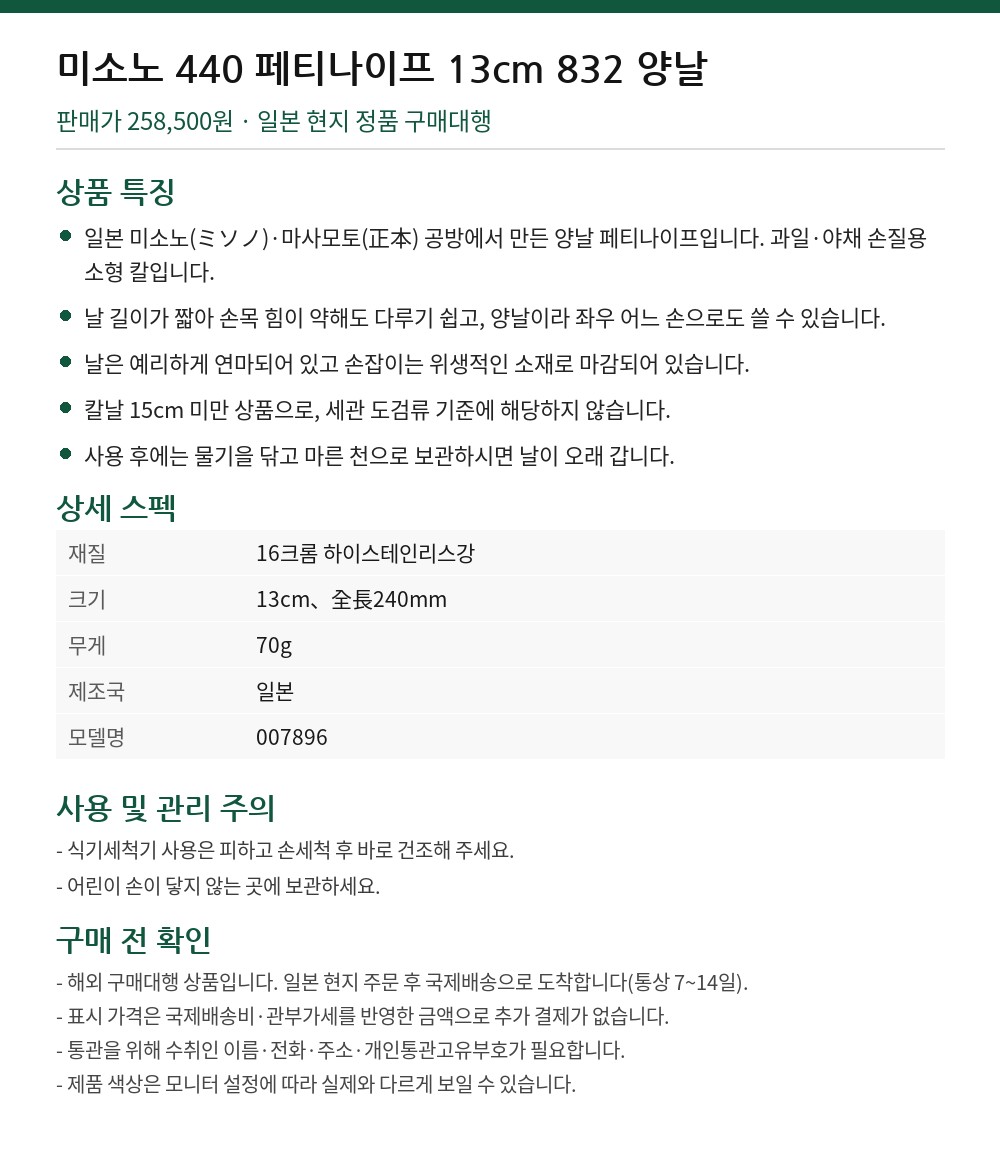 미소노 440 페티나이프 13cm 832 양날
판매가 258,500원 · 일본 현지 정품 구매대행
상품 특징
● 일본 미소노(ミソノ)·마사모토(正本) 공방에서 만든 양날 페티나이프입니다. 과일·야채 손질용
소형 칼입니다.
● 날 길이가 짧아 손목 힘이 약해도 다루기 쉽고, 양날이라 좌우 어느 손으로도 쓸 수 있습니다.
● 날은 예리하게 연마되어 있고 손잡이는 위생적인 소재로 마감되어 있습니다.
● 칼날 15cm 미만 상품으로, 세관 도검류 기준에 해당하지 않습니다.
● 사용 후에는 물기을 닦고 마른 천으로 보관하시면 날이 오래 갑니다.
상세 스펙
재질 16크롬 하이스테인리스강
크기 13cm、全長240mm
무게 70g
제조국 일본
모델명 007896
사용 및 관리 주의
- 식기세척기 사용은 피하고 손세척 후 바로 건조해 주세요.
- 어린이 손이 닿지 않는 곳에 보관하세요.
구매 전 확인
- 해외 구매대행 상품입니다. 일본 현지 주문 후 국제배송으로 도착합니다(통상 7~14일).
- 표시 가격은 국제배송비·관부가세를 반영한 금액으로 추가 결제가 없습니다.
- 통관을 위해 수취인 이름·전화·주소·개인통관고유부호가 필요합니다.
- 제품 색상은 모니터 설정에 따라 실제와 다르게 보일 수 있습니다.